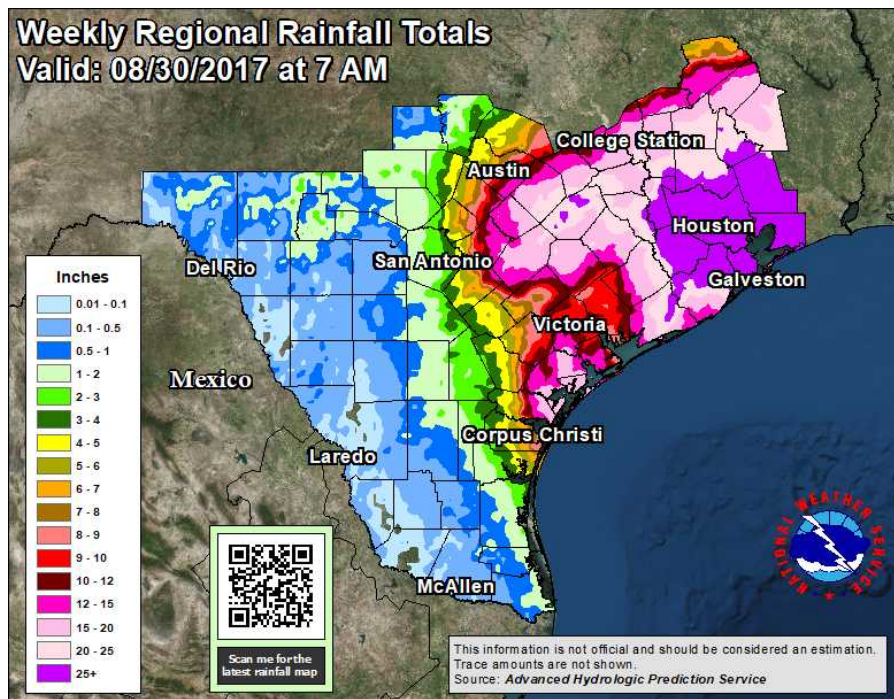 Weekly Regional Rainfall Totals
Valid: 08/30/2017 at 7 AM
College Station
Austin
Houston
San Antonio
Del Rio
Galveston
Victoria
Mexico
Corpus Christi
Laredo
McAllen
Inches
0.01 - 0.1
0.1 - 0.5
0.5 - 1
1 - 2
2 - 3
3 - 4
4 - 5
5 - 6
6 - 7
7 - 8
8 - 9
9 - 10
10 - 12
12 - 15
15 - 20
20 - 25
25+
Scan me for the
latest rainfall map
NATIONAL WEATHER SERVICE
This information is not official and should be considered an estimation.
Trace amounts are not shown.
Source: Advanced Hydrologic Prediction Service